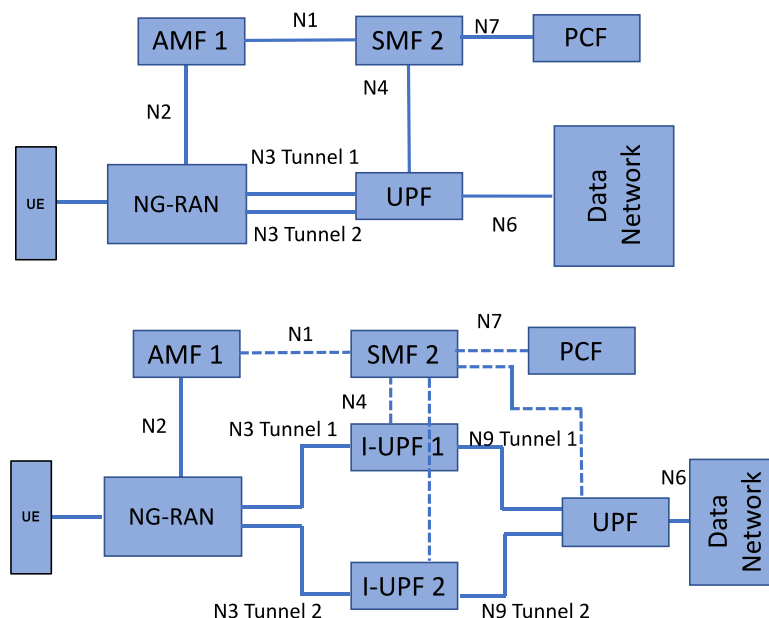 N1
AMF 1
SMF 2
N7
PCF
N4
N2
N3 Tunnel 1
UE
NG-RAN
UPF
Data
Network
N3 Tunnel 2
N6
N1
N7
AMF 1
SMF 2
PCF
N4
N2
N3 Tunnel 1
I-UPF 1
N9 Tunnel 1
N6
UE
NG-RAN
UPF
Data
Network
I-UPF 2
N3 Tunnel 2
N9 Tunnel 2